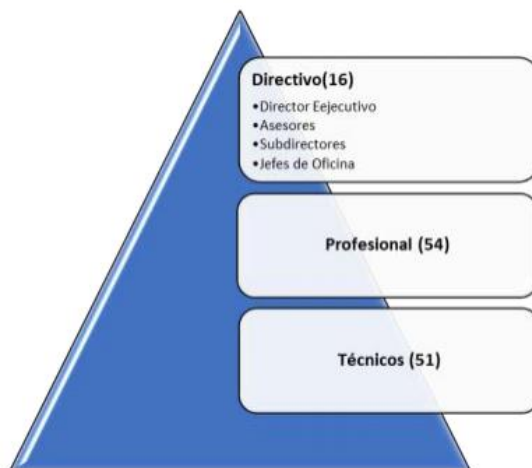 Directivo(16)
•Director Eejecutivo
•Asesores
•Subdirectores
•Jefes de Oficina
Profesional (54)
Técnicos (51)